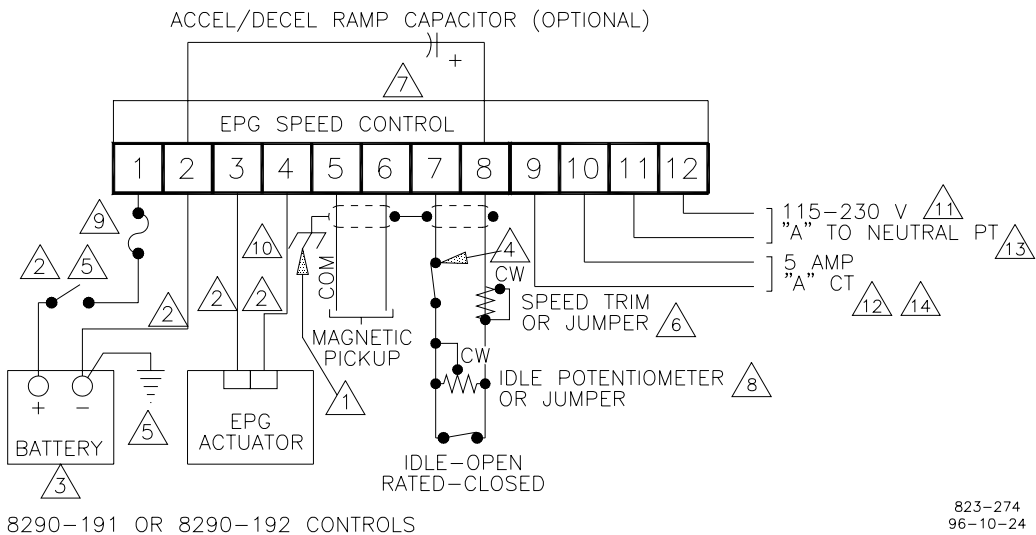 ACCEL/DECEL RAMP CAPACITOR (OPTIONAL)
+
7
EPG SPEED CONTROL
1 2 3 4 5 6 7 8 9 10 11 12
9
2 5
2
2 2
10
COM
MAGNETIC
PICKUP
1
4
CW
SPEED TRIM
OR JUMPER 6
CW
IDLE POTENTIOMETER
OR JUMPER 8
IDLE-OPEN
RATED-CLOSED
115-230 V 11
"A" TO NEUTRAL PT 13
5 AMP
"A" CT 12 14
+ -
BATTERY
3
5
EPG
ACTUATOR
8290-191 OR 8290-192 CONTROLS
823-274
96-10-24